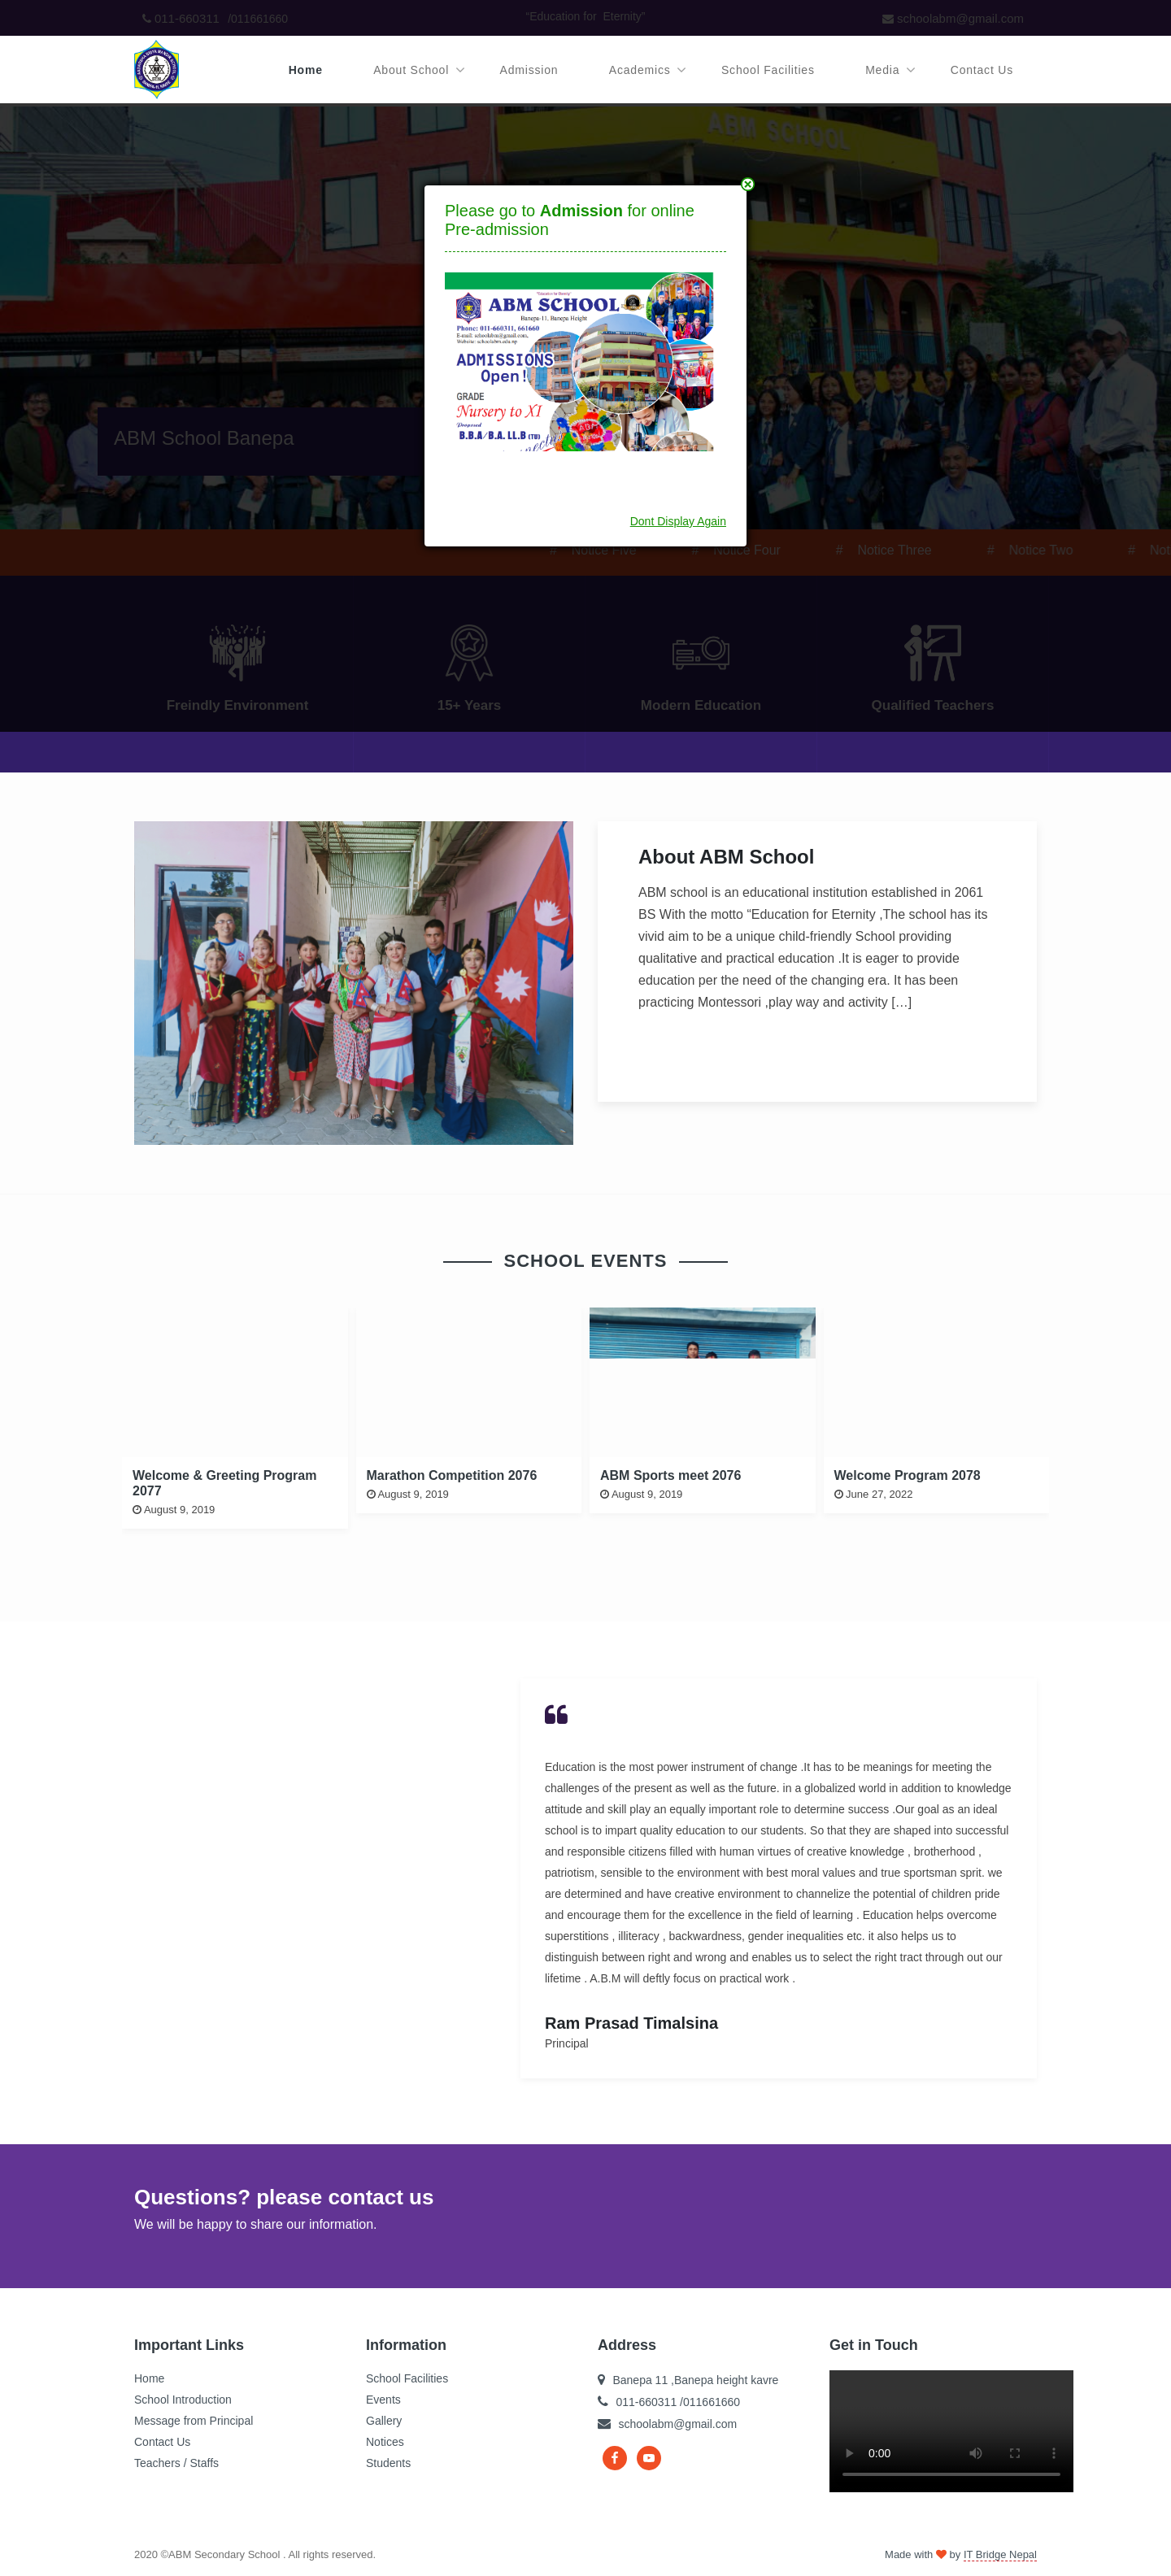 011-660311 /011661660
“Education for Eternity”
schoolabm@gmail.com
Home About School Admission Academics School Facilities Media Contact Us
ABM SCHOOL
Please go to Admission for online
Pre-admission
"Education for Eternity"
ABM SCHOOL
Banepa-11, Banepa Height
Phone: 011-660311, 661660
E-mail: schoolabm@gmail.com,
Website: schoolabm.edu.np
ADMISSIONS
Open!
GRADE
Nursery to XI
Proposed
B.B.A/B.A. LL.B (TU)
Dont Display Again
ABM School Banepa
# Notice Five # Notice Four # Notice Three # Notice Two # Not
Freindly Environment
15+ Years
Modern Education
Qualified Teachers
About ABM School
ABM school is an educational institution established in 2061
BS With the motto “Education for Eternity ,The school has its
vivid aim to be a unique child-friendly School providing
qualitative and practical education .It is eager to provide
education per the need of the changing era. It has been
practicing Montessori ,play way and activity […]
SCHOOL EVENTS
Welcome & Greeting Program
2077
August 9, 2019
Marathon Competition 2076
August 9, 2019
ABM Sports meet 2076
August 9, 2019
Welcome Program 2078
June 27, 2022
Education is the most power instrument of change .It has to be meanings for meeting the
challenges of the present as well as the future. in a globalized world in addition to knowledge
attitude and skill play an equally important role to determine success .Our goal as an ideal
school is to impart quality education to our students. So that they are shaped into successful
and responsible citizens filled with human virtues of creative knowledge , brotherhood ,
patriotism, sensible to the environment with best moral values and true sportsman sprit. we
are determined and have creative environment to channelize the potential of children pride
and encourage them for the excellence in the field of learning . Education helps overcome
superstitions , illiteracy , backwardness, gender inequalities etc. it also helps us to
distinguish between right and wrong and enables us to select the right tract through out our
lifetime . A.B.M will deftly focus on practical work .
Ram Prasad Timalsina
Principal
Questions? please contact us
We will be happy to share our information.
Important Links
Home
School Introduction
Message from Principal
Contact Us
Teachers / Staffs
Information
School Facilities
Events
Gallery
Notices
Students
Address
Banepa 11 ,Banepa height kavre
011-660311 /011661660
schoolabm@gmail.com
Get in Touch
0:00
2020 ©ABM Secondary School . All rights reserved.
Made with by IT Bridge Nepal